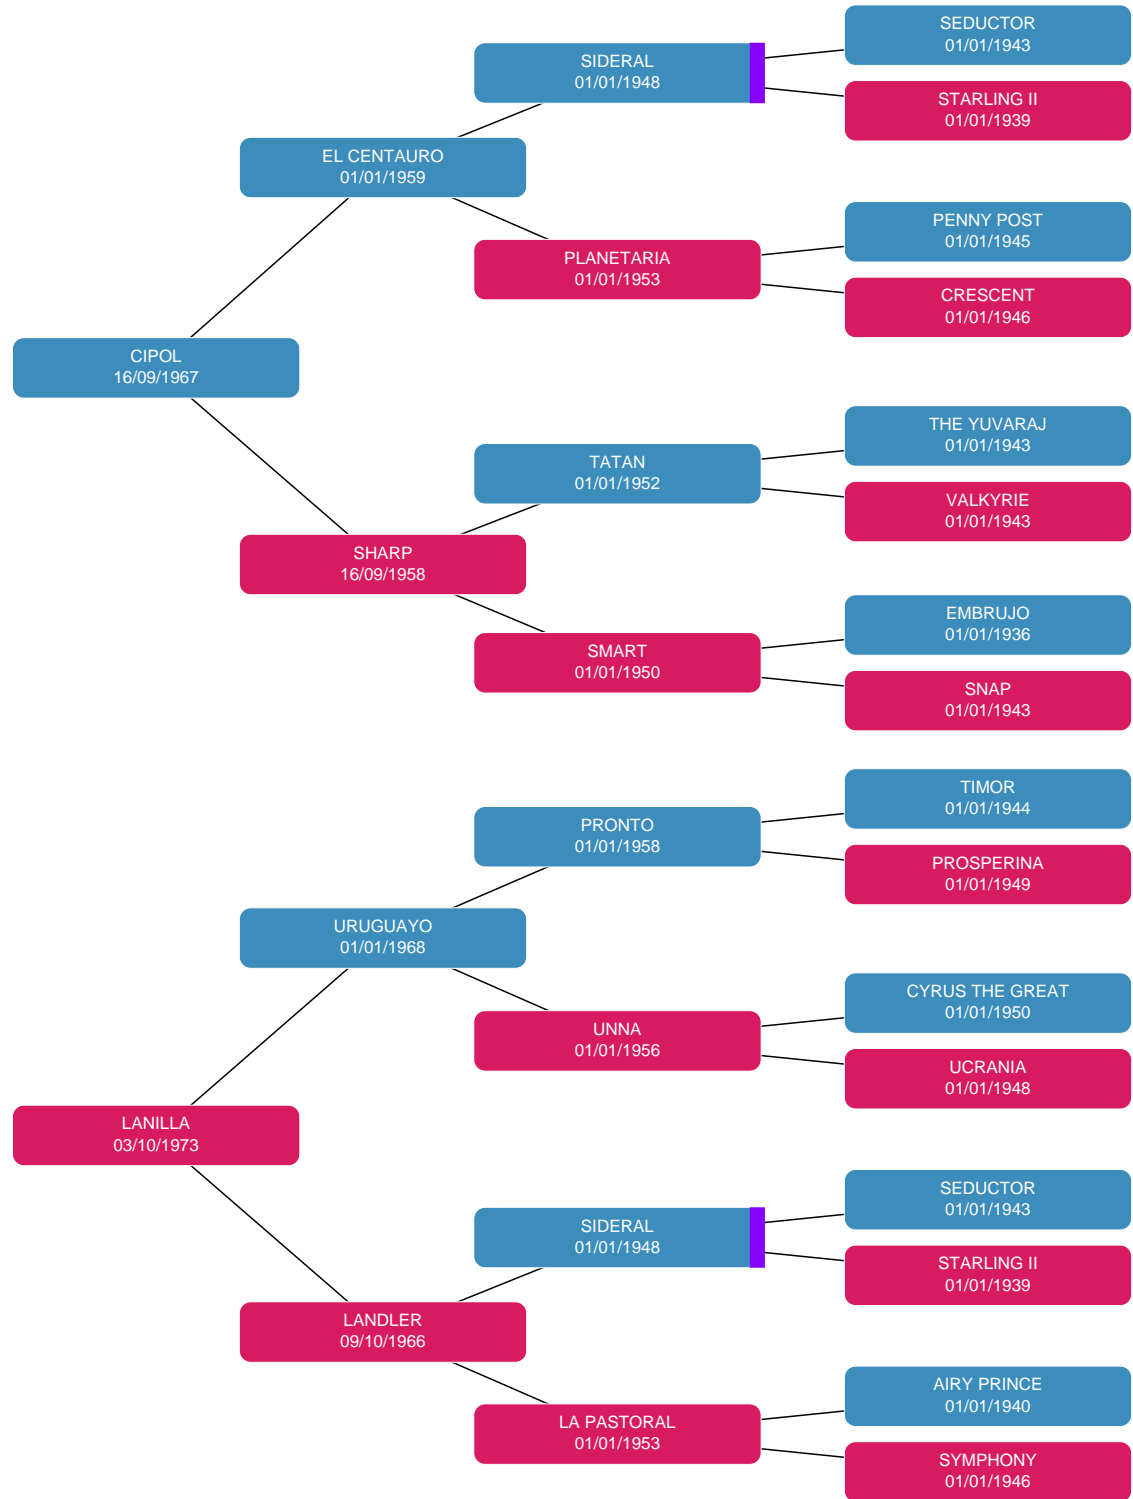 SEDUCTOR
01/01/1943
SIDERAL
01/01/1948
STARLING II
01/01/1939
EL CENTAURO
01/01/1959
PENNY POST
01/01/1945
PLANETARIA
01/01/1953
CRESCENT
01/01/1946
CIPOL
16/09/1967
THE YUVARAJ
01/01/1943
TATAN
01/01/1952
VALKYRIE
01/01/1943
SHARP
16/09/1958
EMBRUJO
01/01/1936
SMART
01/01/1950
SNAP
01/01/1943
TIMOR
01/01/1944
PRONTO
01/01/1958
PROSPERINA
01/01/1949
URUGUAYO
01/01/1968
CYRUS THE GREAT
01/01/1950
UNNA
01/01/1956
UCRANIA
01/01/1948
LANILLA
03/10/1973
SEDUCTOR
01/01/1943
SIDERAL
01/01/1948
STARLING II
01/01/1939
LANDLER
09/10/1966
AIRY PRINCE
01/01/1940
LA PASTORAL
01/01/1953
SYMPHONY
01/01/1946